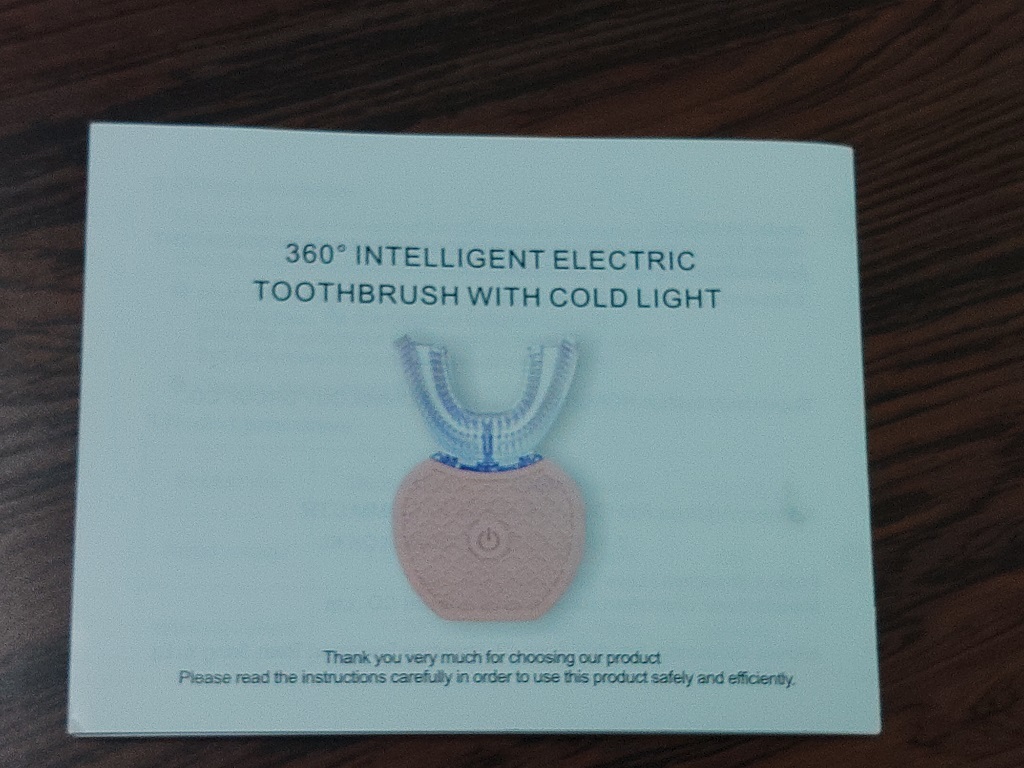 360° INTELLIGENT ELECTRIC
TOOTHBRUSH WITH COLD LIGHT
Thank you very much for choosing our product
Please read the instructions carefully in order to use this product safely and efficiently.